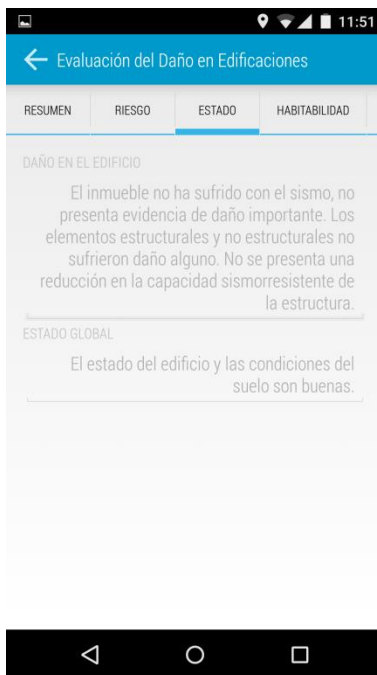 11:51
Evaluación del Daño en Edificaciones
RESUMEN RIESGO ESTADO HABITABILIDAD
DAÑO EN EL EDIFICIO
El inmueble no ha sufrido con el sismo, no
presenta evidencia de daño importante. Los
elementos estructurales y no estructurales no
sufrieron daño alguno. No se presenta una
reducción en la capacidad sismorresistente de
la estructura.
ESTADO GLOBAL
El estado del edificio y las condiciones del
suelo son buenas.